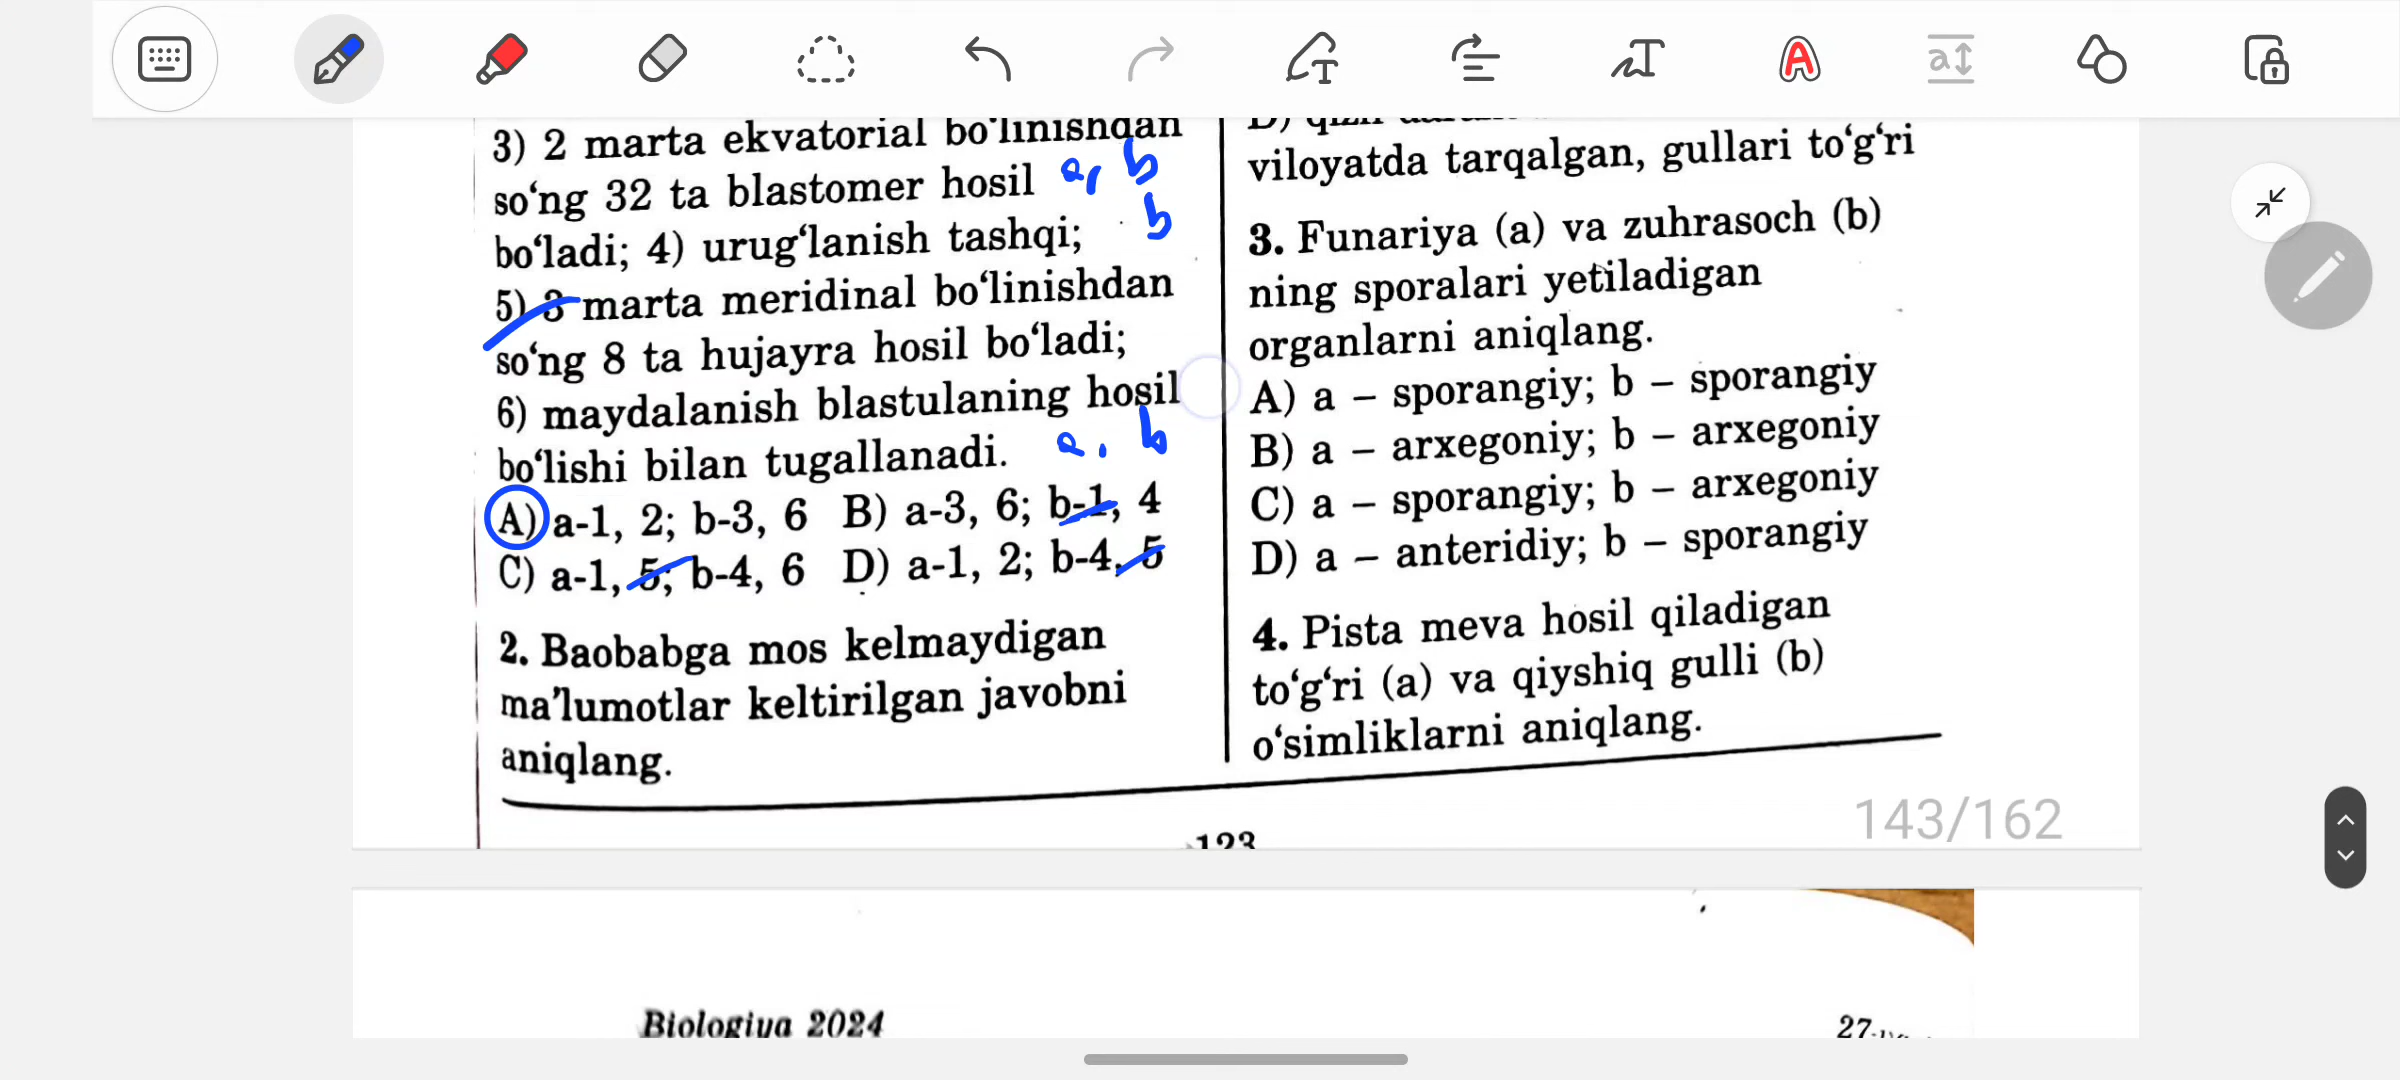 3) 2 marta ekvatorial bo‘linishdan
so‘ng 32 ta blastomer hosil a, b
bo‘ladi; 4) urug‘lanish tashqi; b
5) 3 marta meridinal bo‘linishdan
so‘ng 8 ta hujayra hosil bo‘ladi;
6) maydalanish blastulaning hosil
bo‘lishi bilan tugallanadi. a, b
A) a-1, 2; b-3, 6 B) a-3, 6; b-1, 4
C) a-1, 5; b-4, 6 D) a-1, 2; b-4, 5
2. Baobabga mos kelmaydigan
ma’lumotlar keltirilgan javobni
aniqlang.
D) qizil
viloyatda tarqalgan, gullari to‘g‘ri
3. Funariya (a) va zuhrasoch (b)
ning sporalari yetiladigan
organlarni aniqlang.
A) a – sporangiy; b – sporangiy
B) a – arxegoniy; b – arxegoniy
C) a – sporangiy; b – arxegoniy
D) a – anteridiy; b – sporangiy
4. Pista meva hosil qiladigan
to‘g‘ri (a) va qiyshiq gulli (b)
o‘simliklarni aniqlang.
143/162
123
Biologiya 2024
27-